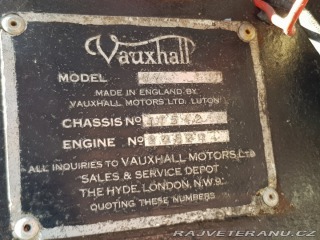 Vauxhall
MODEL
MADE IN ENGLAND BY
VAUXHALL MOTORS LTD. LUTON
CHASSIS No
ENGINE No
ALL INQUIRIES TO VAUXHALL MOTORS LTD
SALES & SERVICE DEPOT
THE HYDE, LONDON, N.W.9.
QUOTING THESE NUMBERS
RAJVETERANU.CZ